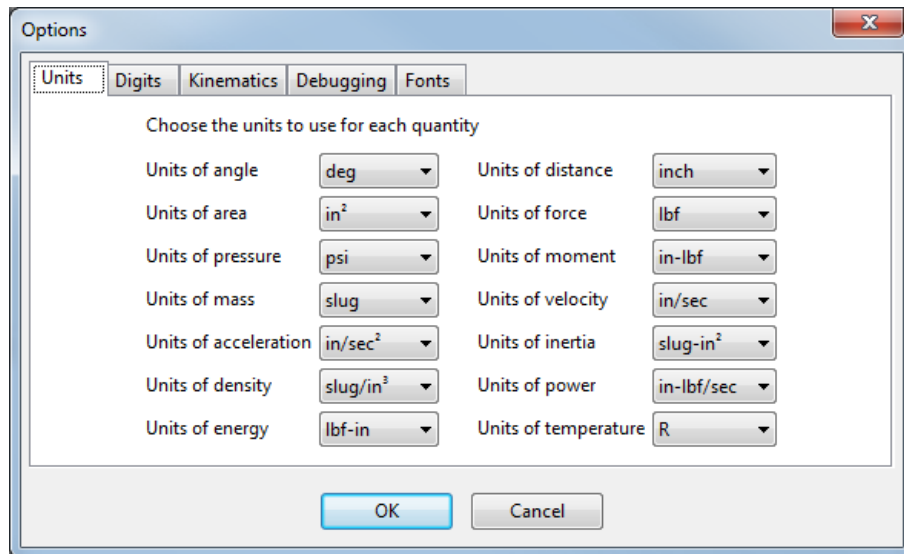 Options
Units Digits Kinematics Debugging Fonts
Choose the units to use for each quantity
Units of angle deg Units of distance inch
Units of area in² Units of force lbf
Units of pressure psi Units of moment in-lbf
Units of mass slug Units of velocity in/sec
Units of acceleration in/sec² Units of inertia slug-in²
Units of density slug/in³ Units of power in-lbf/sec
Units of energy lbf-in Units of temperature R
OK Cancel